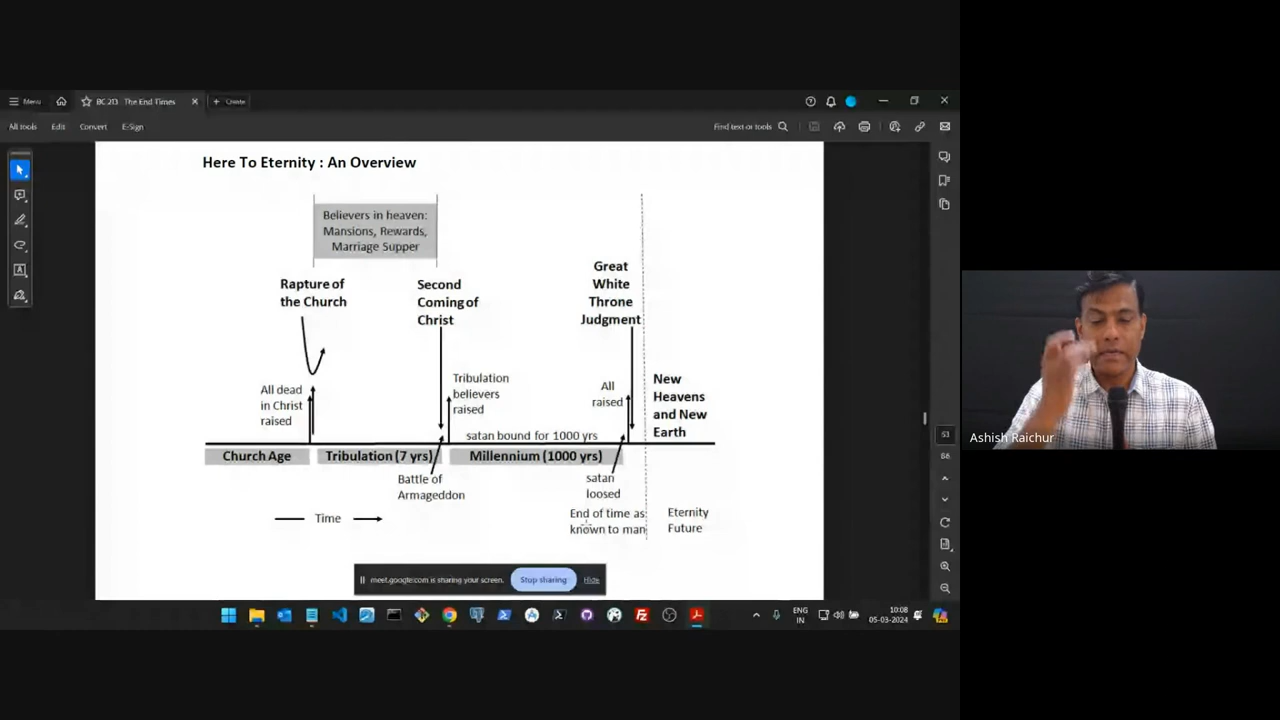 Menu
BC 213 The End Times
Create
All tools
Edit
Convert
E-Sign
Find text or tools
Here To Eternity : An Overview
Believers in heaven:
Mansions, Rewards,
Marriage Supper
Rapture of
the Church
Second
Coming of
Christ
Great
White
Throne
Judgment
All dead
in Christ
raised
Tribulation
believers
raised
All
raised
New
Heavens
and New
Earth
satan bound for 1000 yrs
Church Age
Tribulation (7 yrs)
Millennium (1000 yrs)
Battle of
Armageddon
satan
loosed
Time
End of time as
known to man
Eternity
Future
Ashish Raichur
53
meet.google.com is sharing your screen.
Stop sharing
Hide
ENG
IN
10:08
05-03-2024